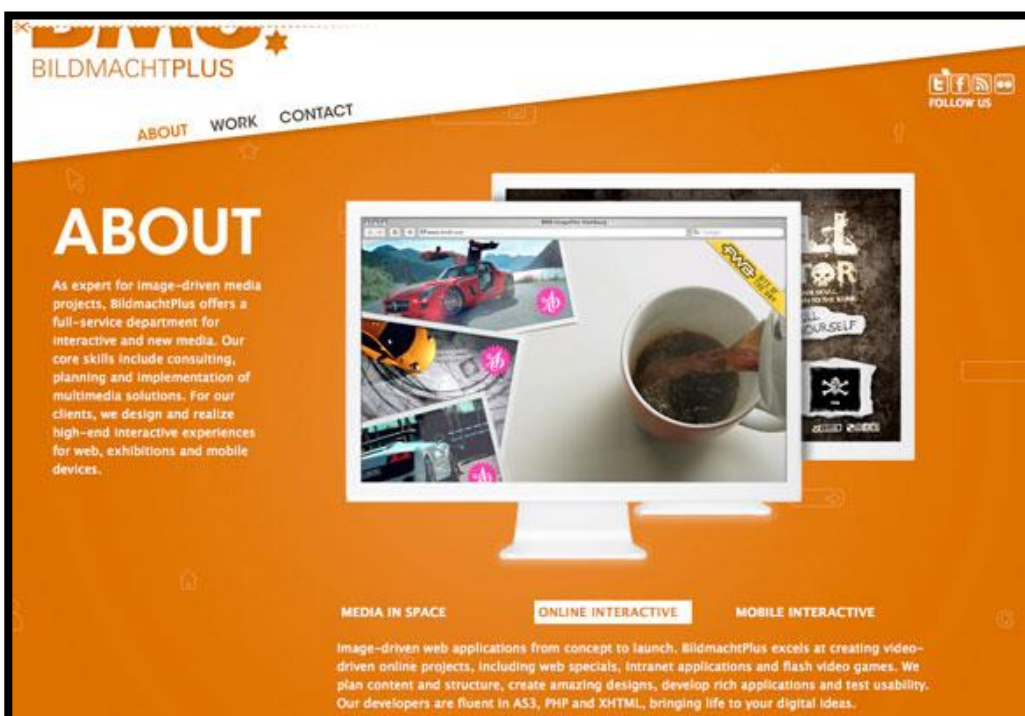 BILDMACHTPLUS
ABOUT WORK CONTACT
FOLLOW US
ABOUT
As expert for image-driven media
projects, BildmachtPlus offers a
full-service department for
interactive and new media. Our
core skills include consulting,
planning and implementation of
multimedia solutions. For our
clients, we design and realize
high-end interactive experiences
for web, exhibitions and mobile
devices.
FWA
SITE OF
THE DAY
MEDIA IN SPACE ONLINE INTERACTIVE MOBILE INTERACTIVE
Image-driven web applications from concept to launch. BildmachtPlus excels at creating video-
driven online projects, including web specials, intranet applications and flash video games. We
plan content and structure, create amazing designs, develop rich applications and test usability.
Our developers are fluent in AS3, PHP and XHTML, bringing life to your digital ideas.